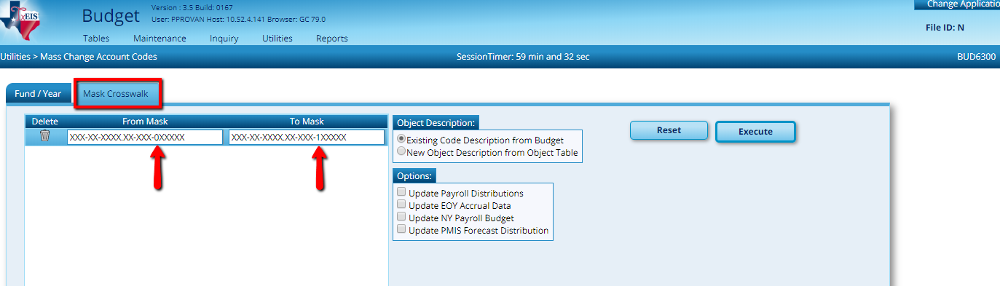 TxEIS
Version : 3.5 Build: 0167
Change Applicatio
Budget
User: PPROVAN Host: 10.52.4.141 Browser: GC 79.0
File ID: N
Tables Maintenance Inquiry Utilities Reports
Utilities > Mass Change Account Codes SessionTimer: 59 min and 32 sec BUD6300
Fund / Year Mask Crosswalk
Delete From Mask To Mask
XXX-XX-XXXX.XX-XXX-0XXXXX XXX-XX-XXXX.XX-XXX-1XXXXX
Object Description:
Existing Code Description from Budget
New Object Description from Object Table
Reset Execute
Options:
Update Payroll Distributions
Update EOY Accrual Data
Update NY Payroll Budget
Update PMIS Forecast Distribution